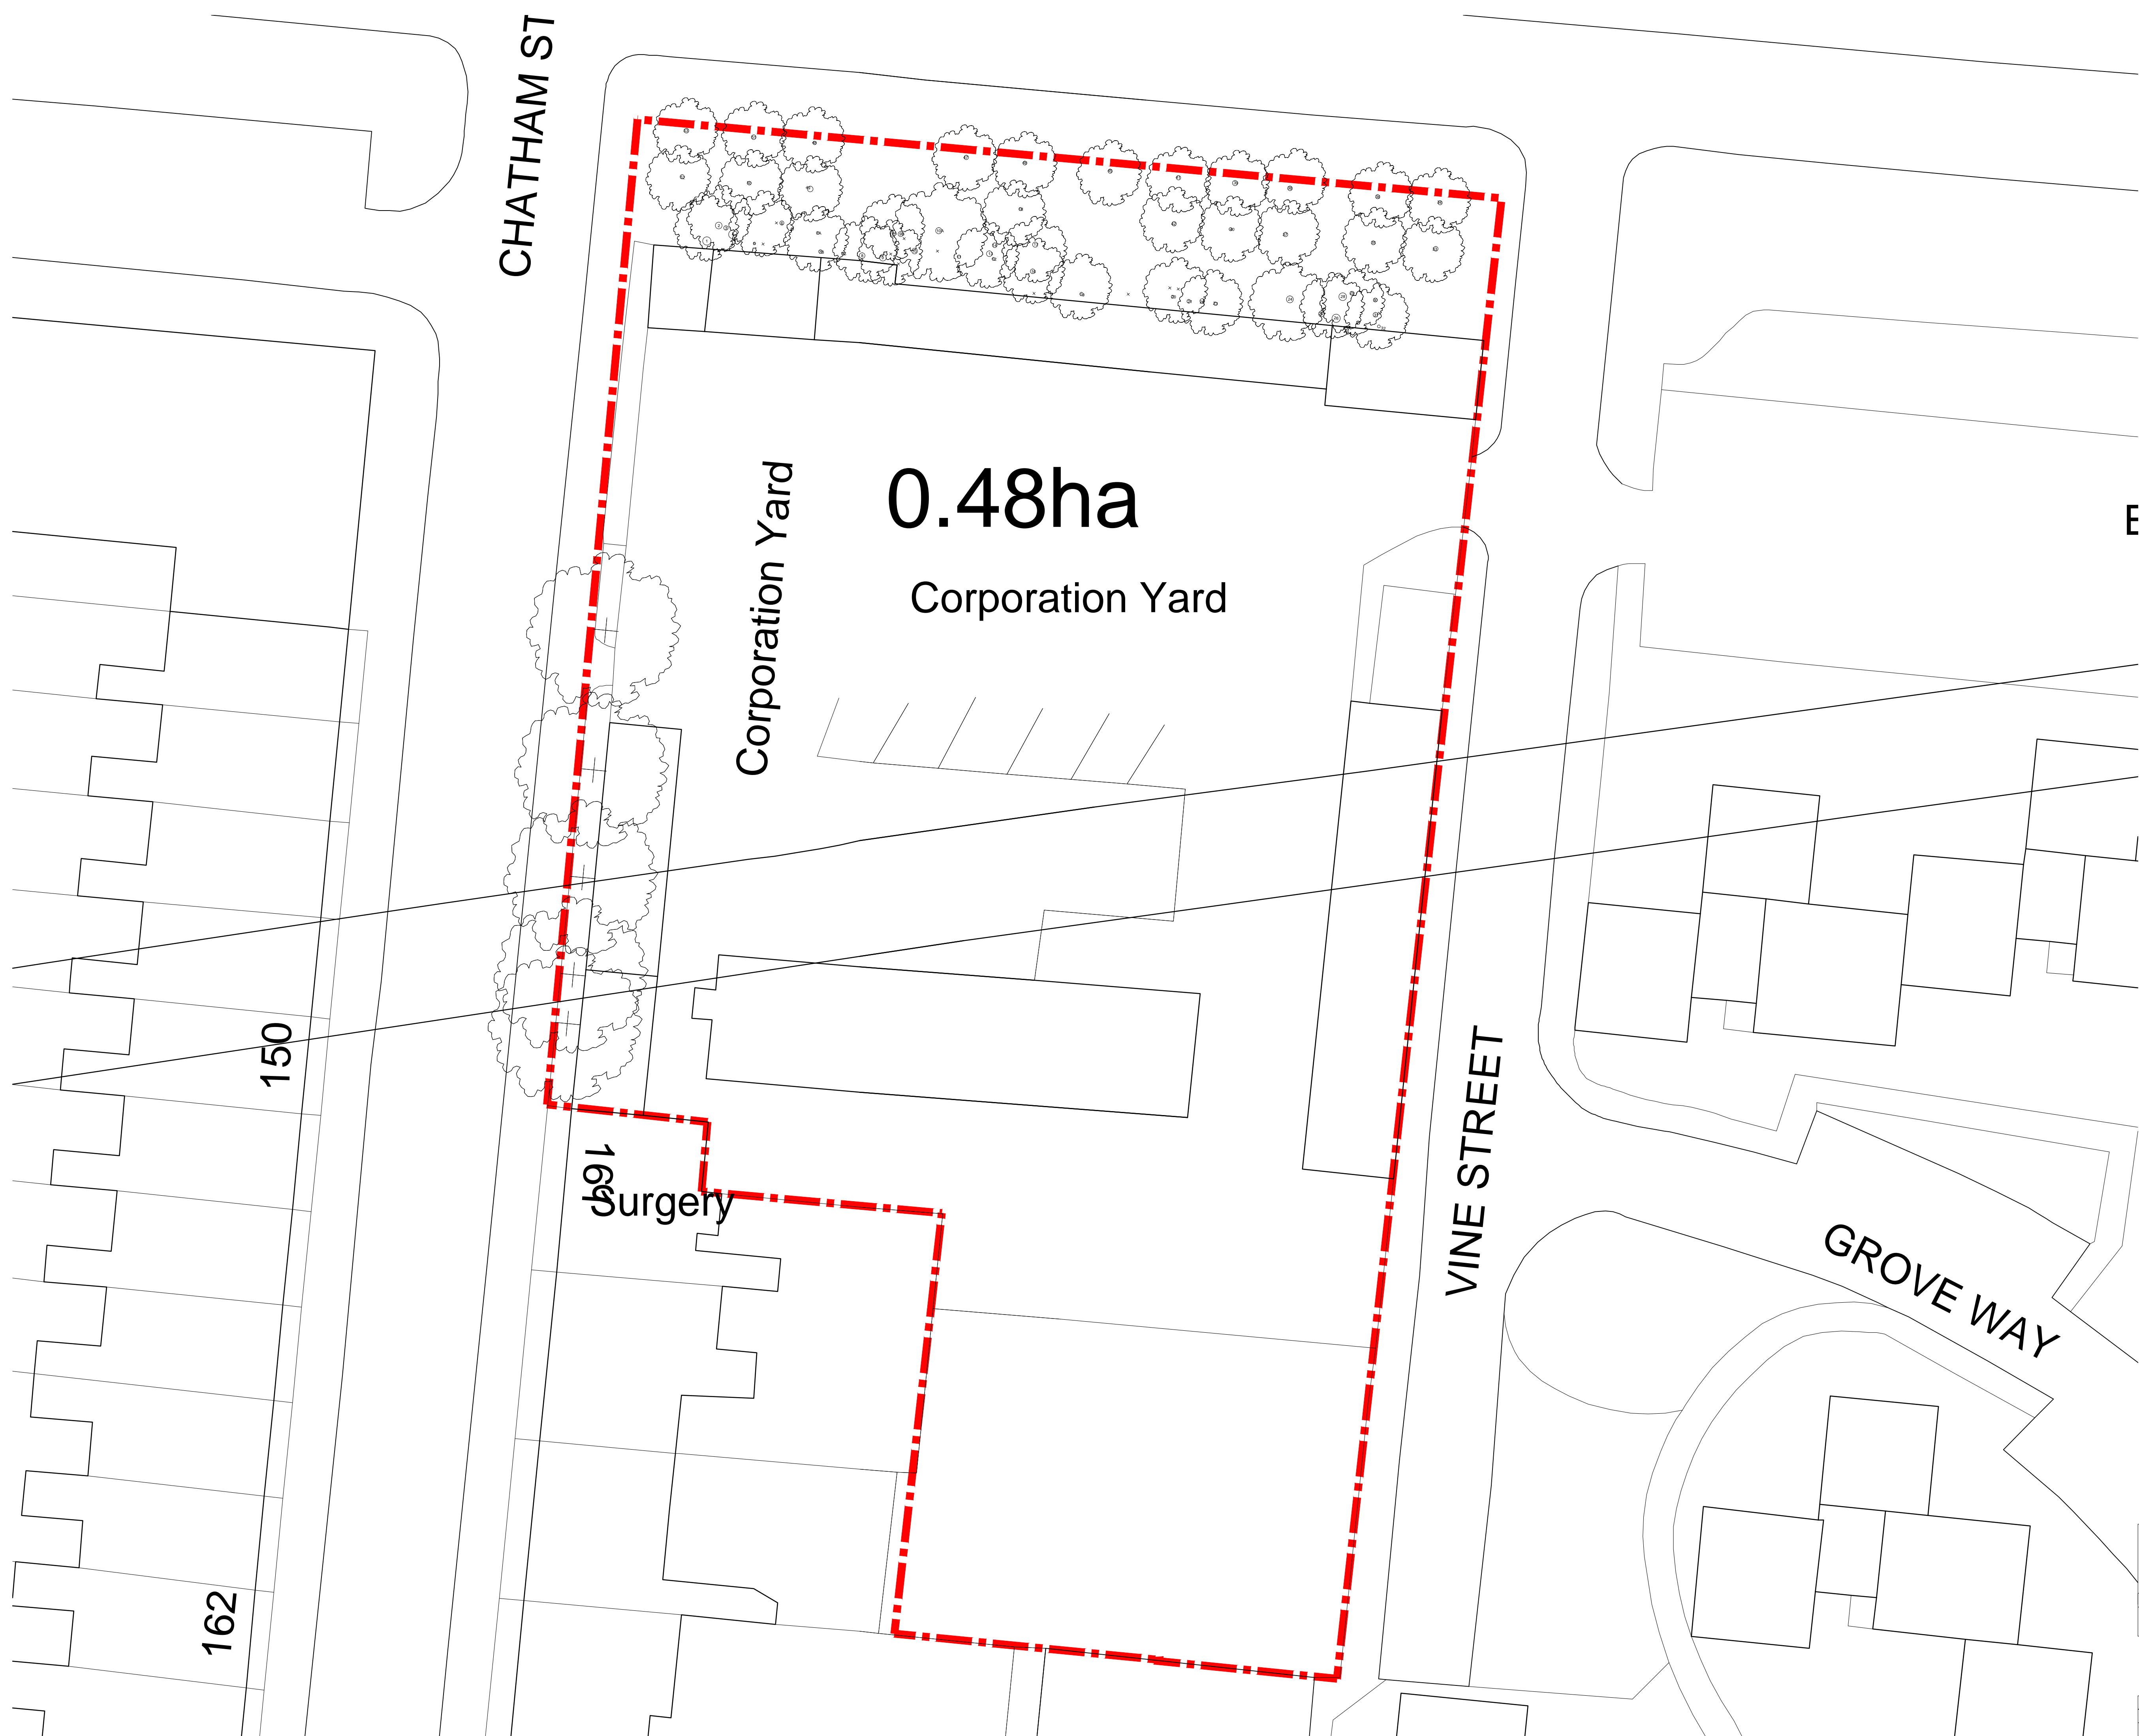 CHATHAM ST
0.48ha
Corporation Yard
Corporation Yard
150
Surgery
VINE STREET
GROVE WAY
162